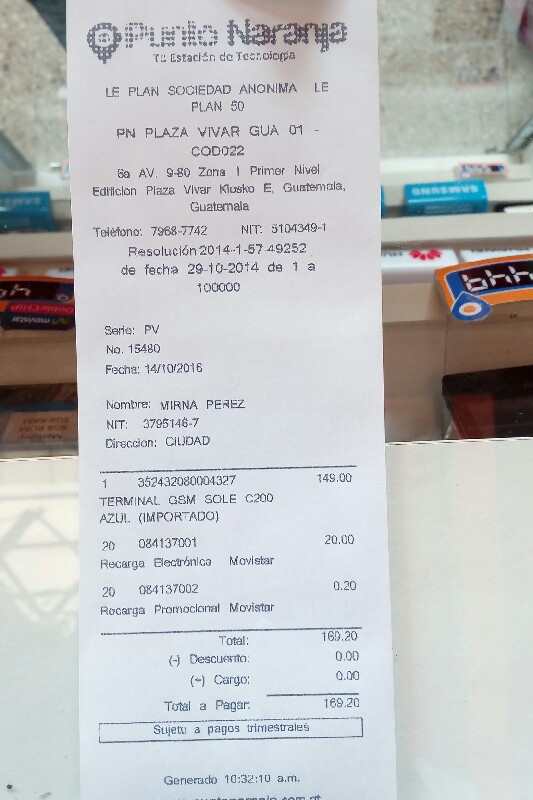 Punto Naranja
Tu Estación de Tecnología
LE PLAN SOCIEDAD ANONIMA LE
PLAN 50
PN PLAZA VIVAR GUA 01 -
COD022
6a AV. 9-80 Zona 1 Primer Nivel
Edificion Plaza Vivar Kiosko E, Guatemala,
Guatemala
Teléfono: 7968-7742 NIT: 5104349-1
Resolución 2014-1-57 49252
de fecha 29-10-2014 de 1 a
100000
Serie: PV
No. 15480
Fecha: 14/10/2016
Nombre: MIRNA PEREZ
NIT: 3795146-7
Direccion: CIUDAD
1 352432080004327 149.00
TERMINAL GSM SOLE C200
AZUL (IMPORTADO)
20 084137001 20.00
Recarga Electrónica Movistar
20 084137002 0.20
Recarga Promocional Movistar
Total: 169.20
(-) Descuento: 0.00
(+) Cargo: 0.00
Total a Pagar: 169.20
Sujeto a pagos trimestrales
Generado 10:32:10 a.m.
SAMSUNG
movistar